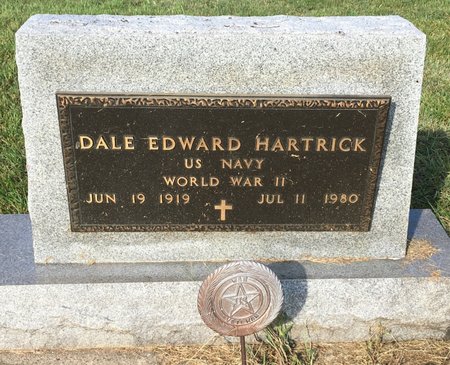 DALE EDWARD HARTRICK
US NAVY
WORLD WAR II
JUN 19 1919 JUL 11 1980